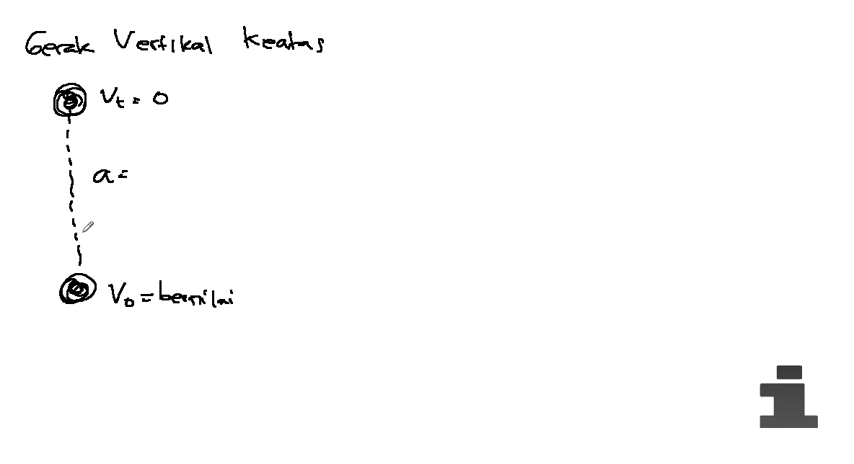 Gerak Vertikal Keatas
Vt = 0
a =
V0 = bernilai